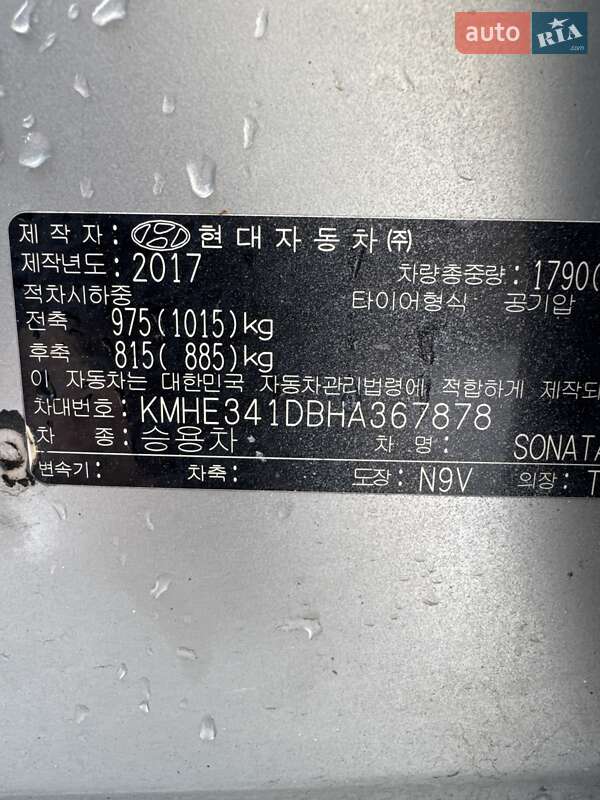 auto RIA .com
제작자: 현대자동차㈜
제작년도: 2017 차량총중량: 1790(
적차시하중 타이어형식 공기압
전축 975(1015)kg
후축 815( 885)kg
이 자동차는 대한민국 자동차관리법령에 적합하게 제작되
차대번호: KMHE341DBHA367878
차 종: 승용차 차 명: SONATA
변속기: 차축: 도장: N9V 의장: T